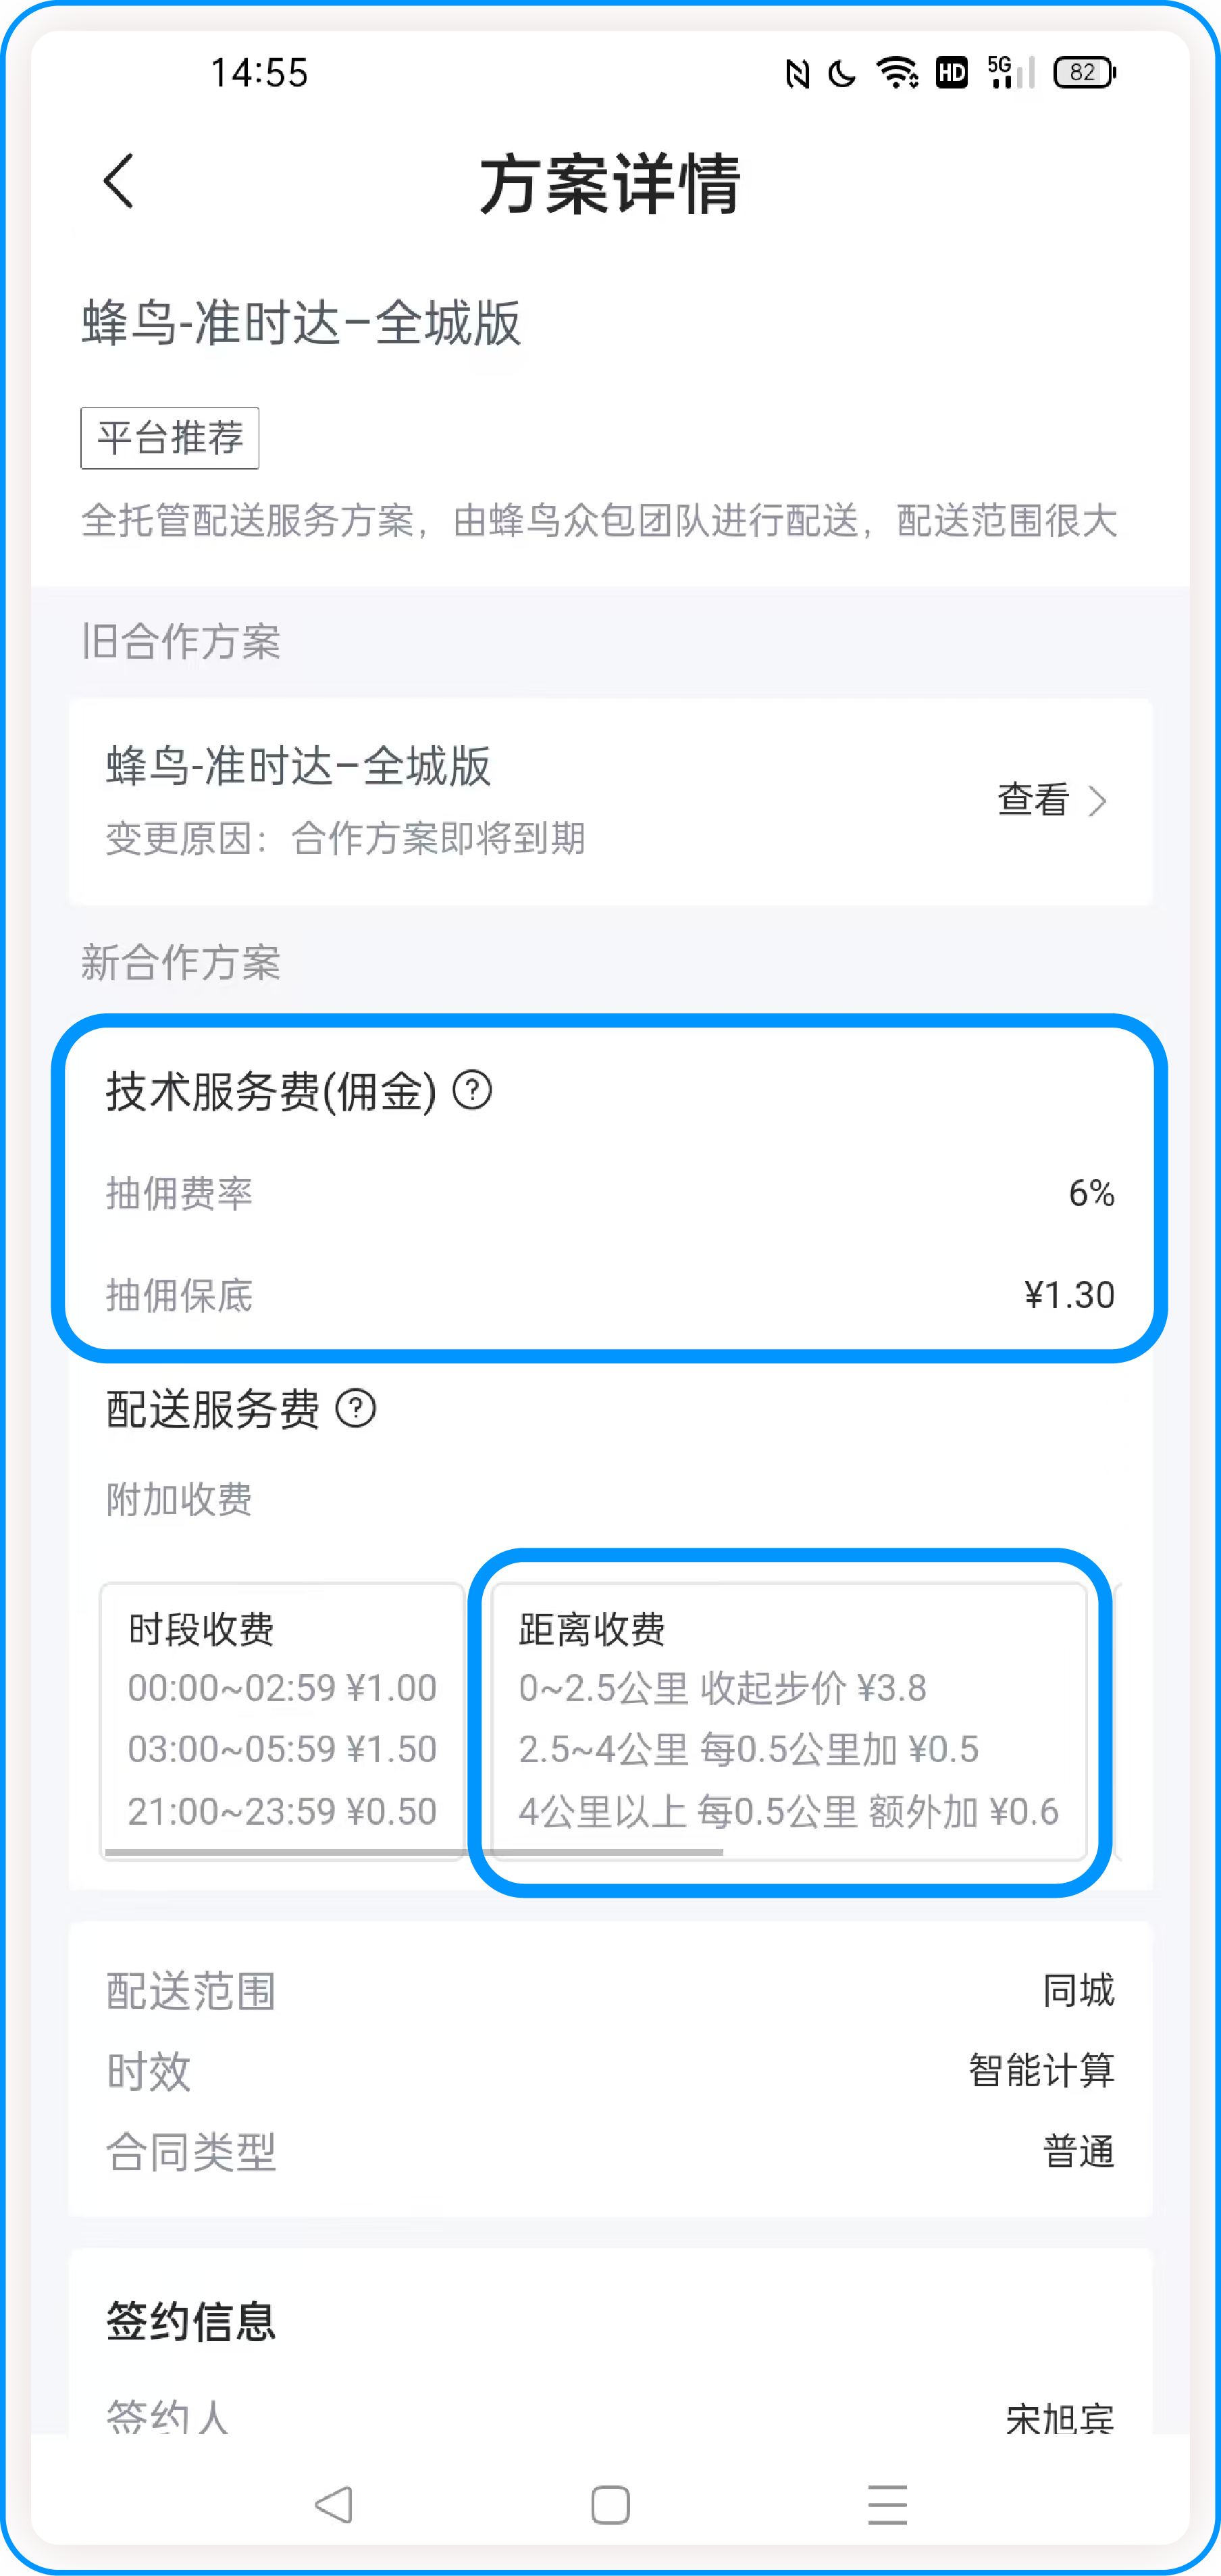 14:55
HD 5G 82
方案详情
蜂鸟-准时达-全城版
平台推荐
全托管配送服务方案，由蜂鸟众包团队进行配送，配送范围很大
旧合作方案
蜂鸟-准时达-全城版
变更原因：合作方案即将到期
查看
新合作方案
技术服务费(佣金) ?
抽佣费率 6%
抽佣保底 ¥1.30
配送服务费 ?
附加收费
时段收费
00:00~02:59 ¥1.00
03:00~05:59 ¥1.50
21:00~23:59 ¥0.50
距离收费
0~2.5公里 收起步价 ¥3.8
2.5~4公里 每0.5公里加 ¥0.5
4公里以上 每0.5公里 额外加 ¥0.6
配送范围 同城
时效 智能计算
合同类型 普通
签约信息
签约人 宋旭宾